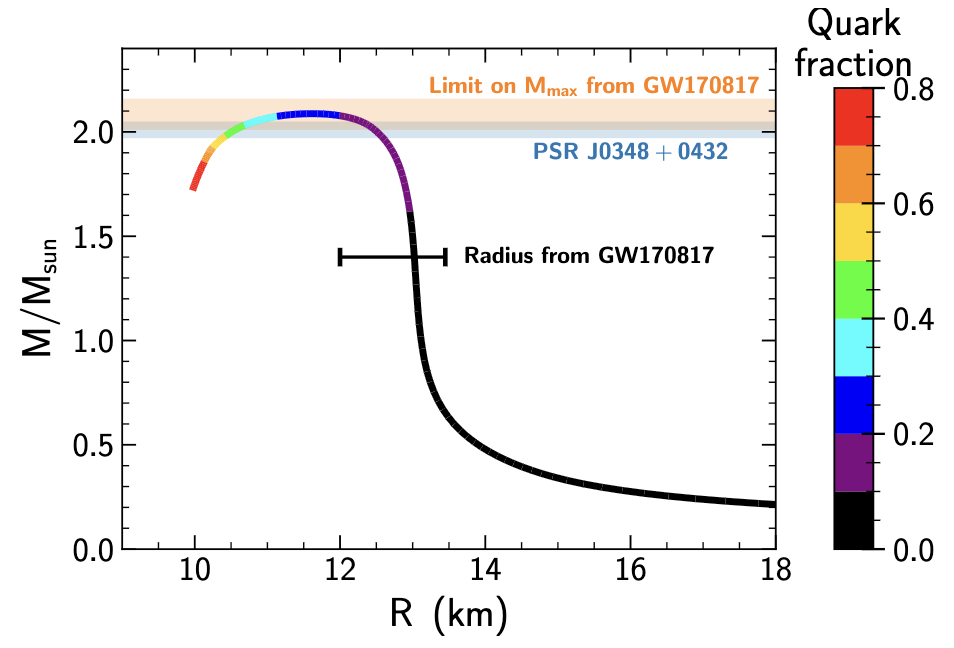 Quark
fraction
Limit on Mmax from GW170817
PSR J0348 + 0432
Radius from GW170817
M/Msun
2.0
1.5
1.0
0.5
0.0
10 12 14 16 18
R (km)
0.8
0.6
0.4
0.2
0.0